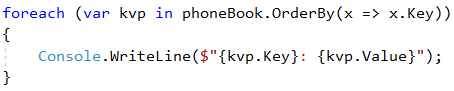 foreach (var kvp in phoneBook.OrderBy(x => x.Key))
{
    Console.WriteLine($"{kvp.Key}: {kvp.Value}");
}